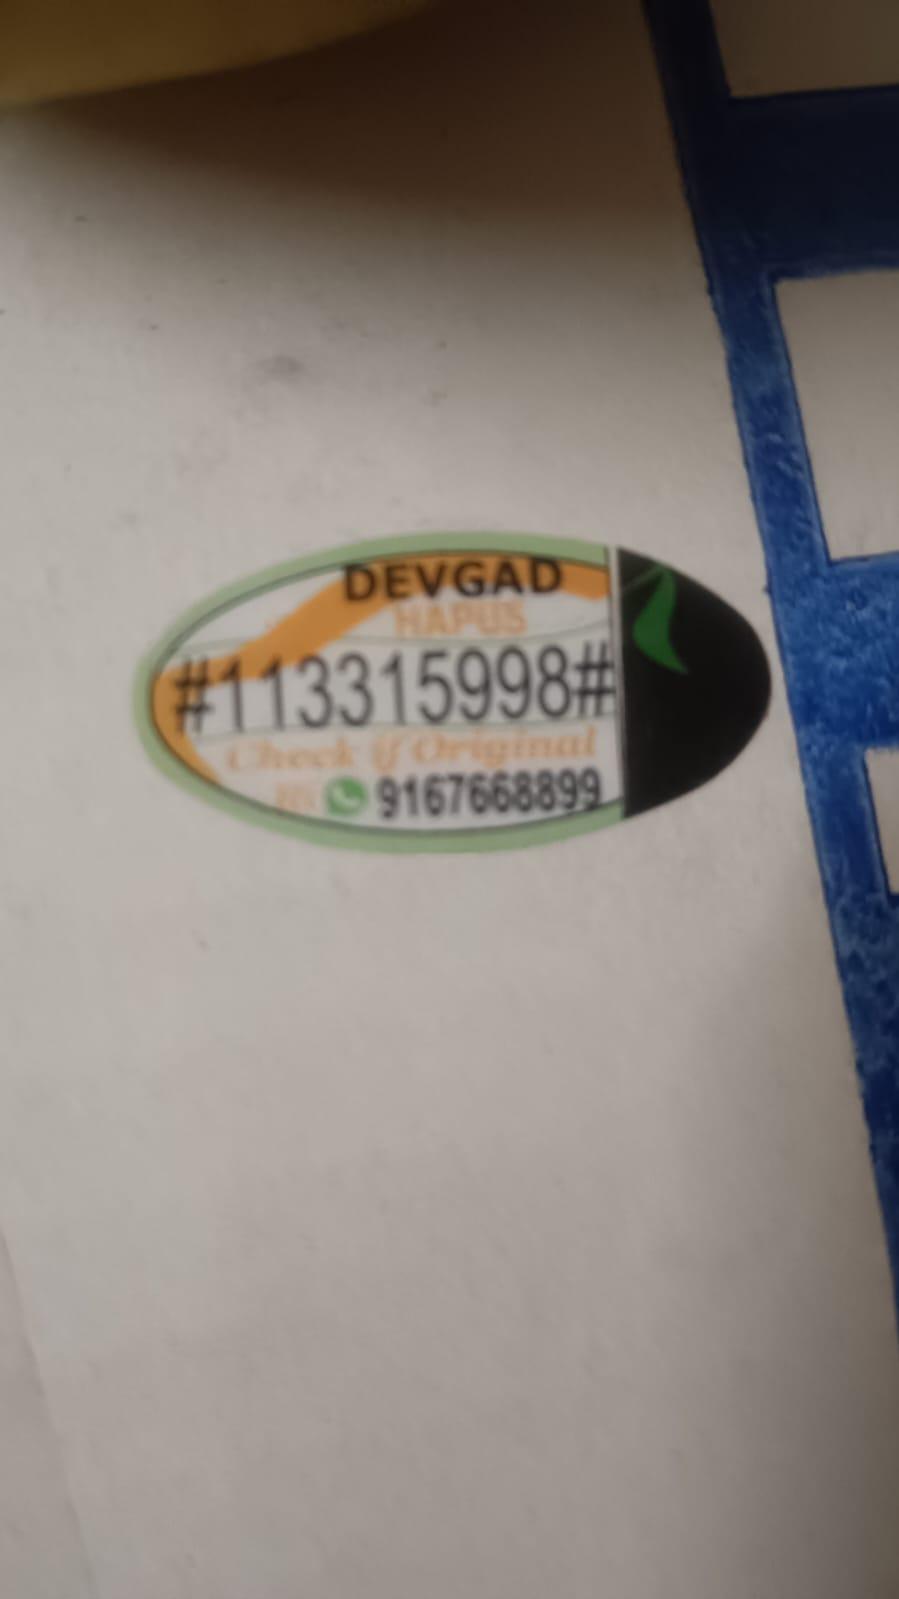 DEVGAD
HAPUS
#113315998#
Check if Original
9167668899